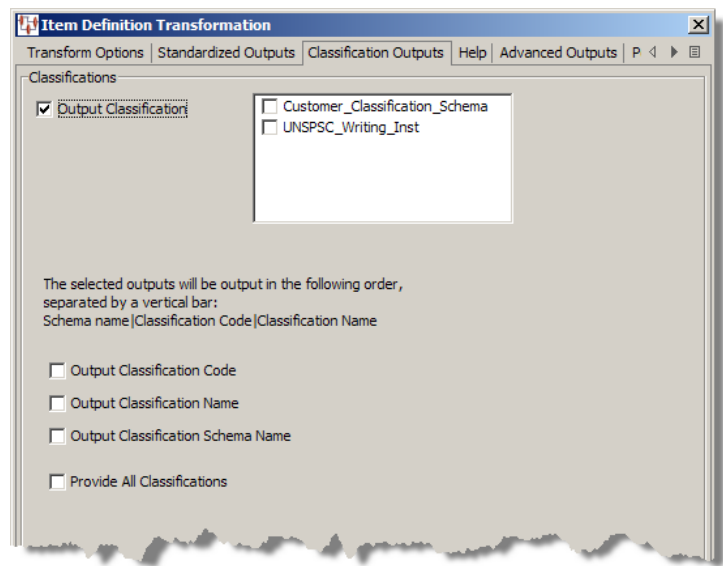 Item Definition Transformation
Transform Options Standardized Outputs Classification Outputs Help Advanced Outputs P
Classifications
Output Classification
Customer_Classification_Schema
UNSPSC_Writing_Inst
The selected outputs will be output in the following order,
separated by a vertical bar:
Schema name|Classification Code|Classification Name
Output Classification Code
Output Classification Name
Output Classification Schema Name
Provide All Classifications